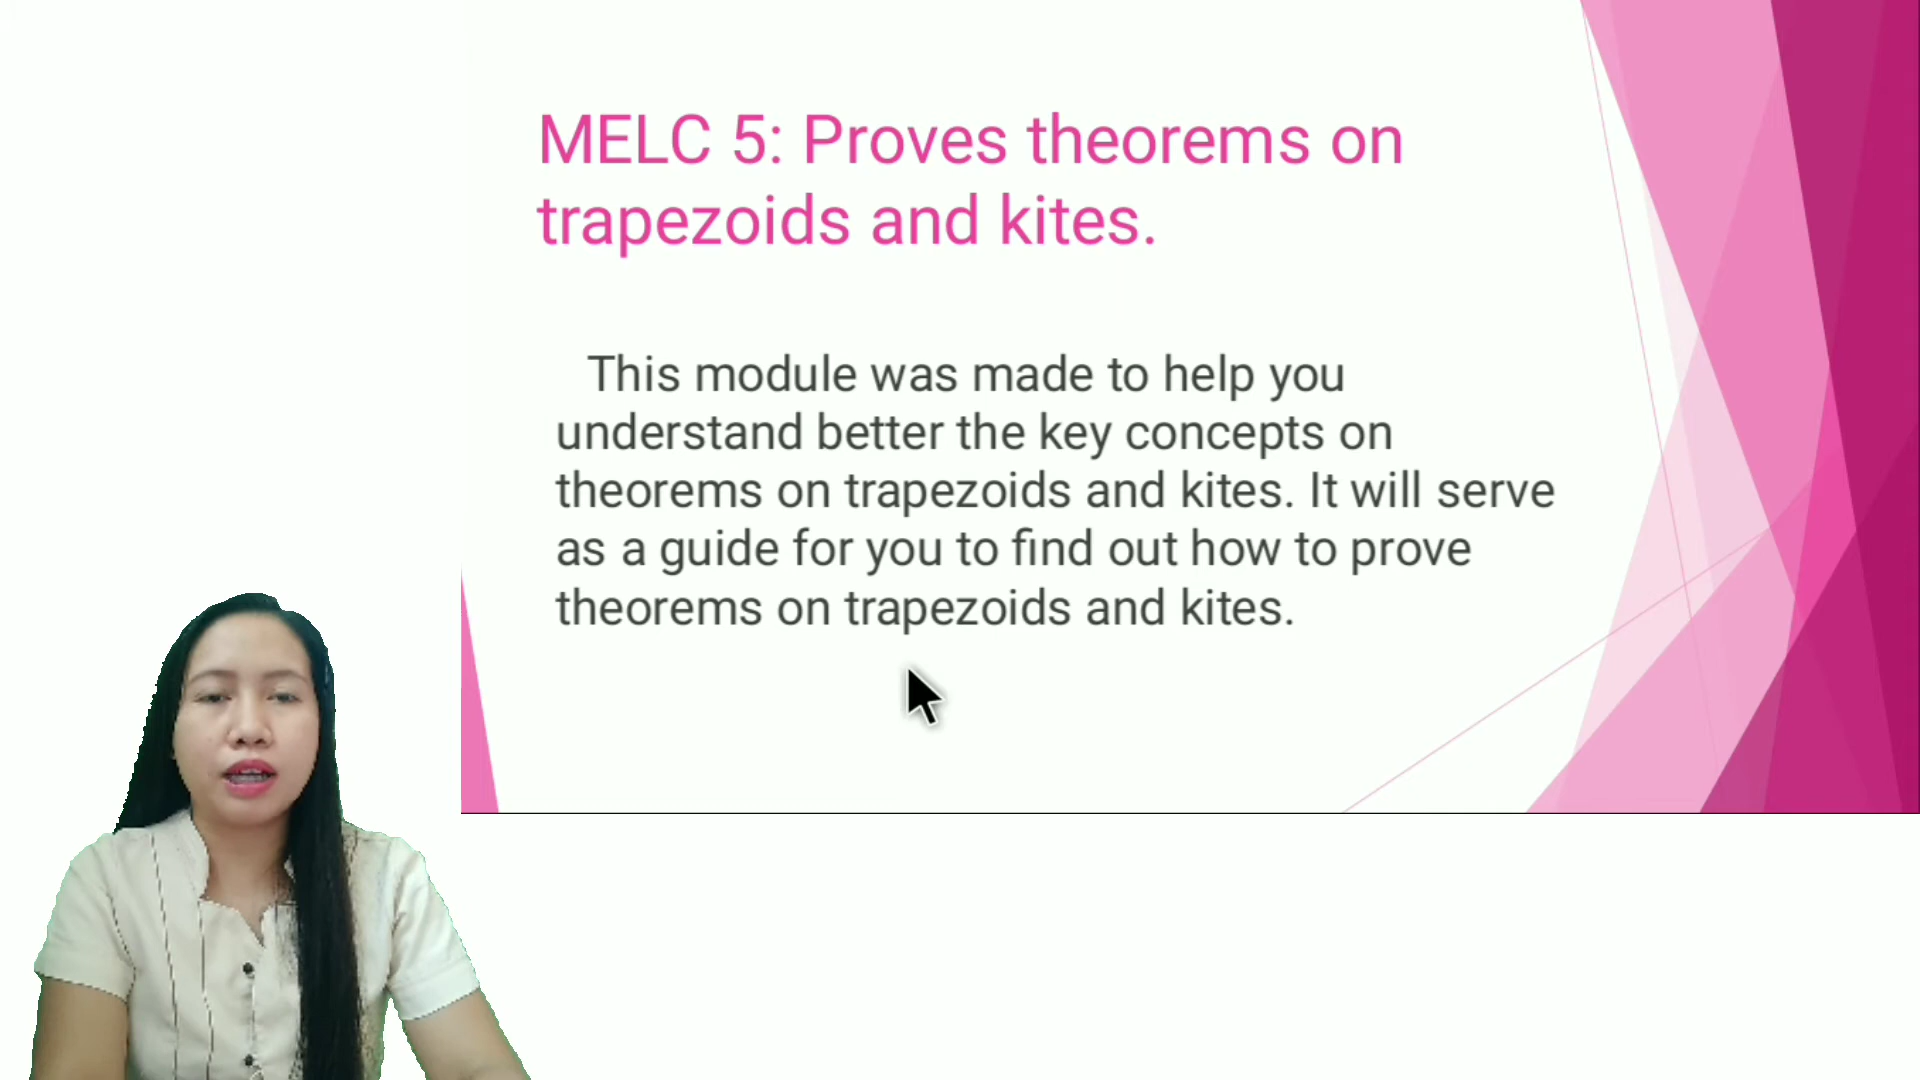 MELC 5: Proves theorems on
trapezoids and kites.
This module was made to help you
understand better the key concepts on
theorems on trapezoids and kites. It will serve
as a guide for you to find out how to prove
theorems on trapezoids and kites.